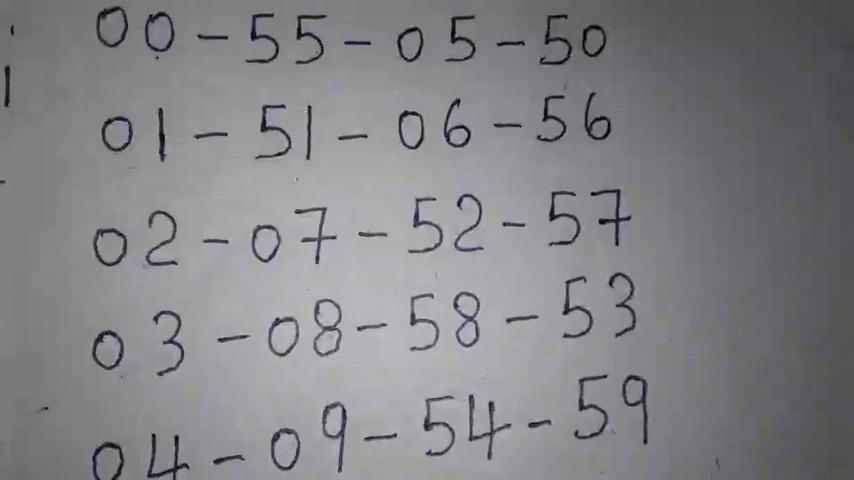 00 - 55 - 05 - 50
01 - 51 - 06 - 56
02 - 07 - 52 - 57
03 - 08 - 58 - 53
04 - 09 - 54 - 59